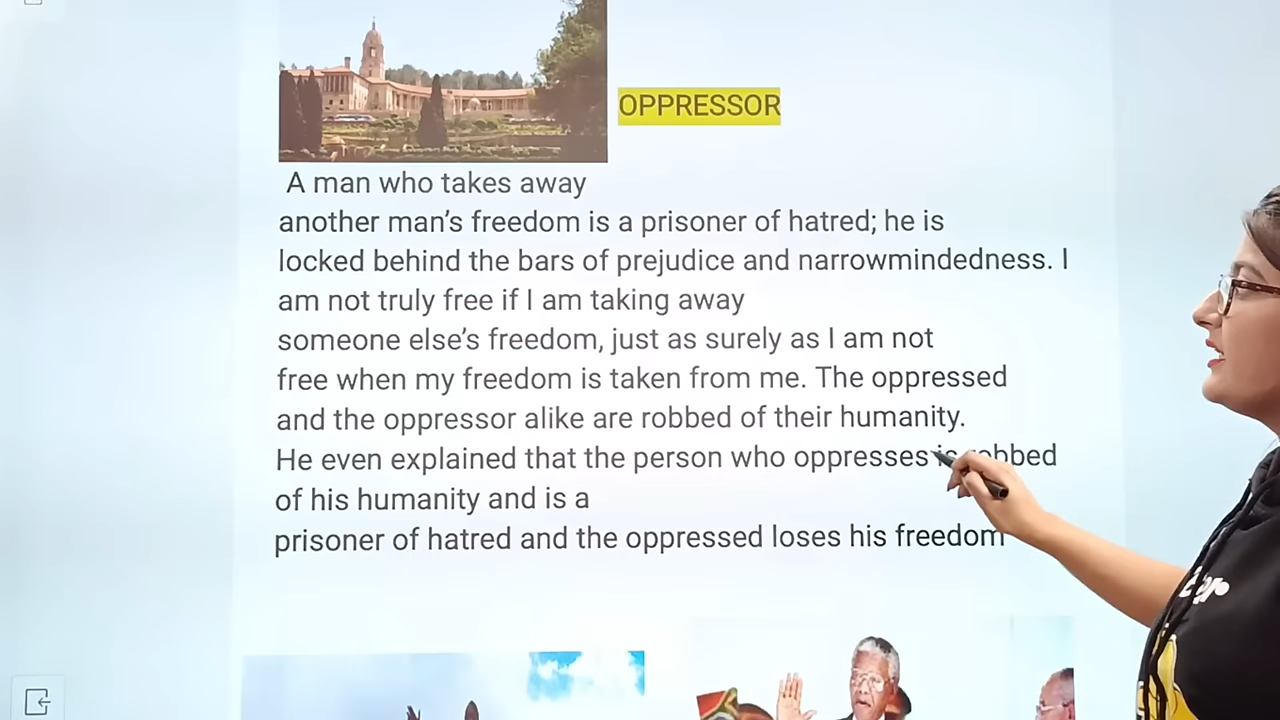 OPPRESSOR
A man who takes away
another man’s freedom is a prisoner of hatred; he is
locked behind the bars of prejudice and narrowmindedness. I
am not truly free if I am taking away
someone else’s freedom, just as surely as I am not
free when my freedom is taken from me. The oppressed
and the oppressor alike are robbed of their humanity.
He even explained that the person who oppresses is robbed
of his humanity and is a
prisoner of hatred and the oppressed loses his freedom